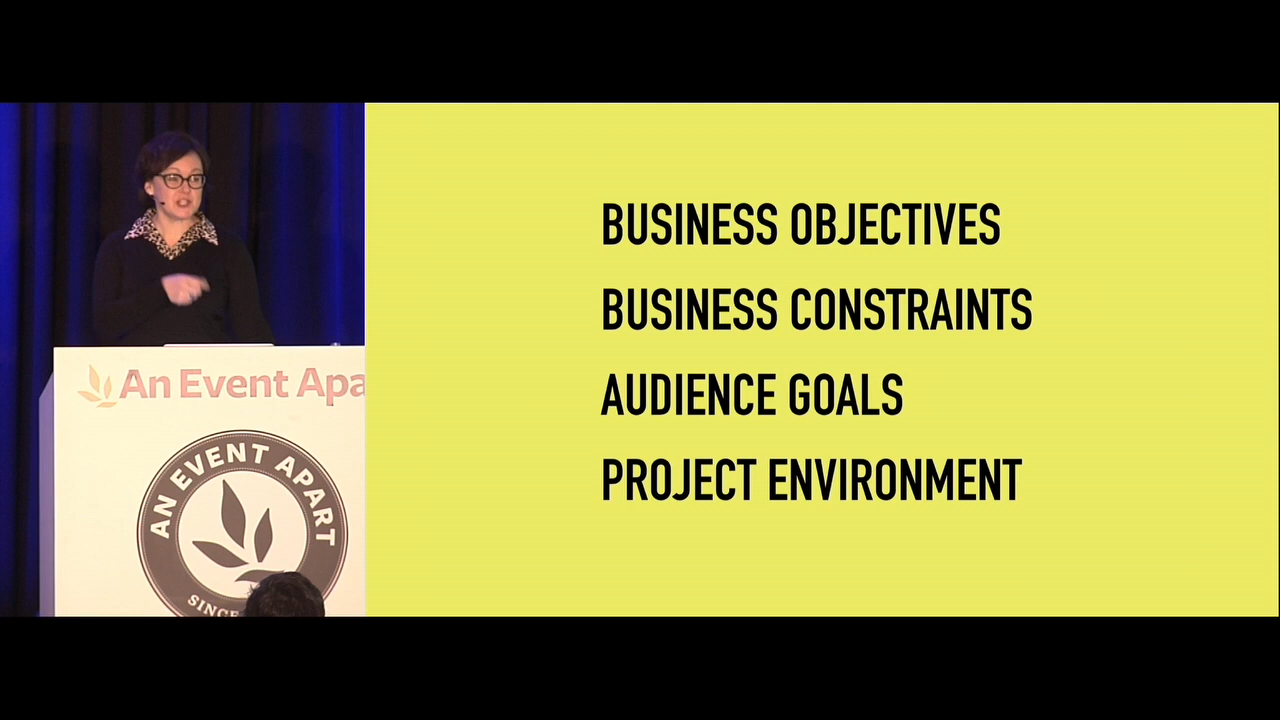 An Event Apa
AN EVENT APART
SINCE
BUSINESS OBJECTIVES
BUSINESS CONSTRAINTS
AUDIENCE GOALS
PROJECT ENVIRONMENT